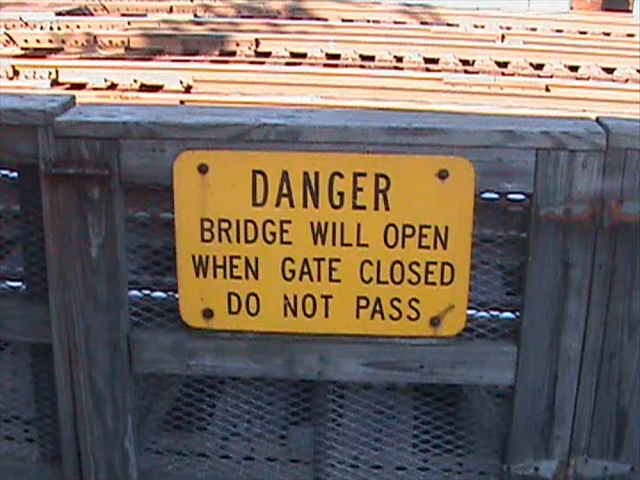 DANGER
BRIDGE WILL OPEN
WHEN GATE CLOSED
DO NOT PASS